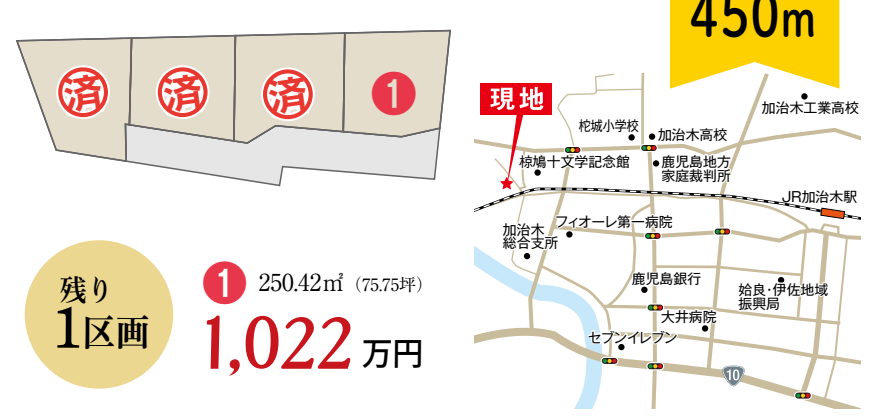 済
済
済
1
残り
1区画
1 250.42㎡（75.75坪）
1,022万円
450m
現地
加治木工業高校
柁城小学校
加治木高校
椋鳩十文学記念館
鹿児島地方
家庭裁判所
JR加治木駅
フィオーレ第一病院
加治木
総合支所
鹿児島銀行
姶良・伊佐地域
振興局
大井病院
セブンイレブン
10